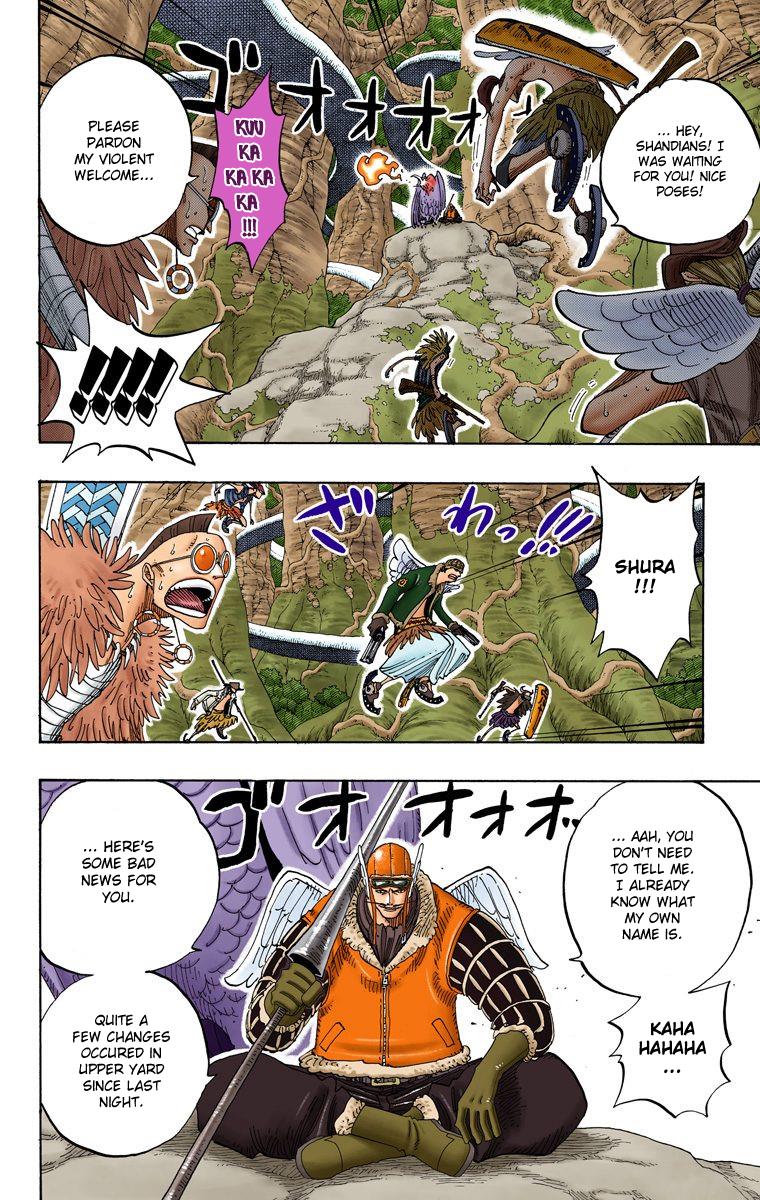 ... HEY,
SHANDIANS! I
WAS WAITING
FOR YOU! NICE
POSES!
ゴオオオオ
KUU
KA
KA KA KA
KA
!!!
PLEASE
PARDON
MY VIOLENT
WELCOME...
!!!!!
SHURA
!!!
ざわっ!!!
... AAH, YOU
DON'T NEED
TO TELL ME.
I ALREADY
KNOW WHAT
MY OWN
NAME IS.
KAHA
HAHAHA
...
ゴオオオオ
... HERE'S
SOME BAD
NEWS FOR
YOU.
QUITE A
FEW CHANGES
OCCURED IN
UPPER YARD
SINCE LAST
NIGHT.